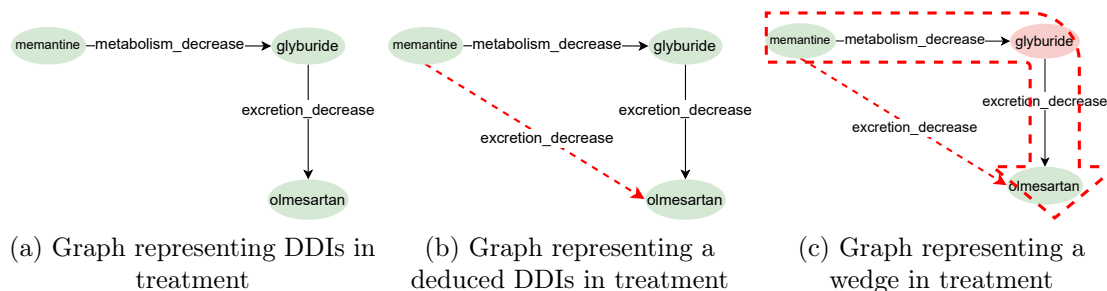 memantine metabolism_decrease glyburide
excretion_decrease
olmesartan
(a) Graph representing DDIs in
treatment
memantine metabolism_decrease glyburide
excretion_decrease
excretion_decrease
olmesartan
(b) Graph representing a
deduced DDIs in treatment
memantine metabolism_decrease glyburide
excretion_decrease
excretion_decrease
olmesartan
(c) Graph representing a
wedge in treatment